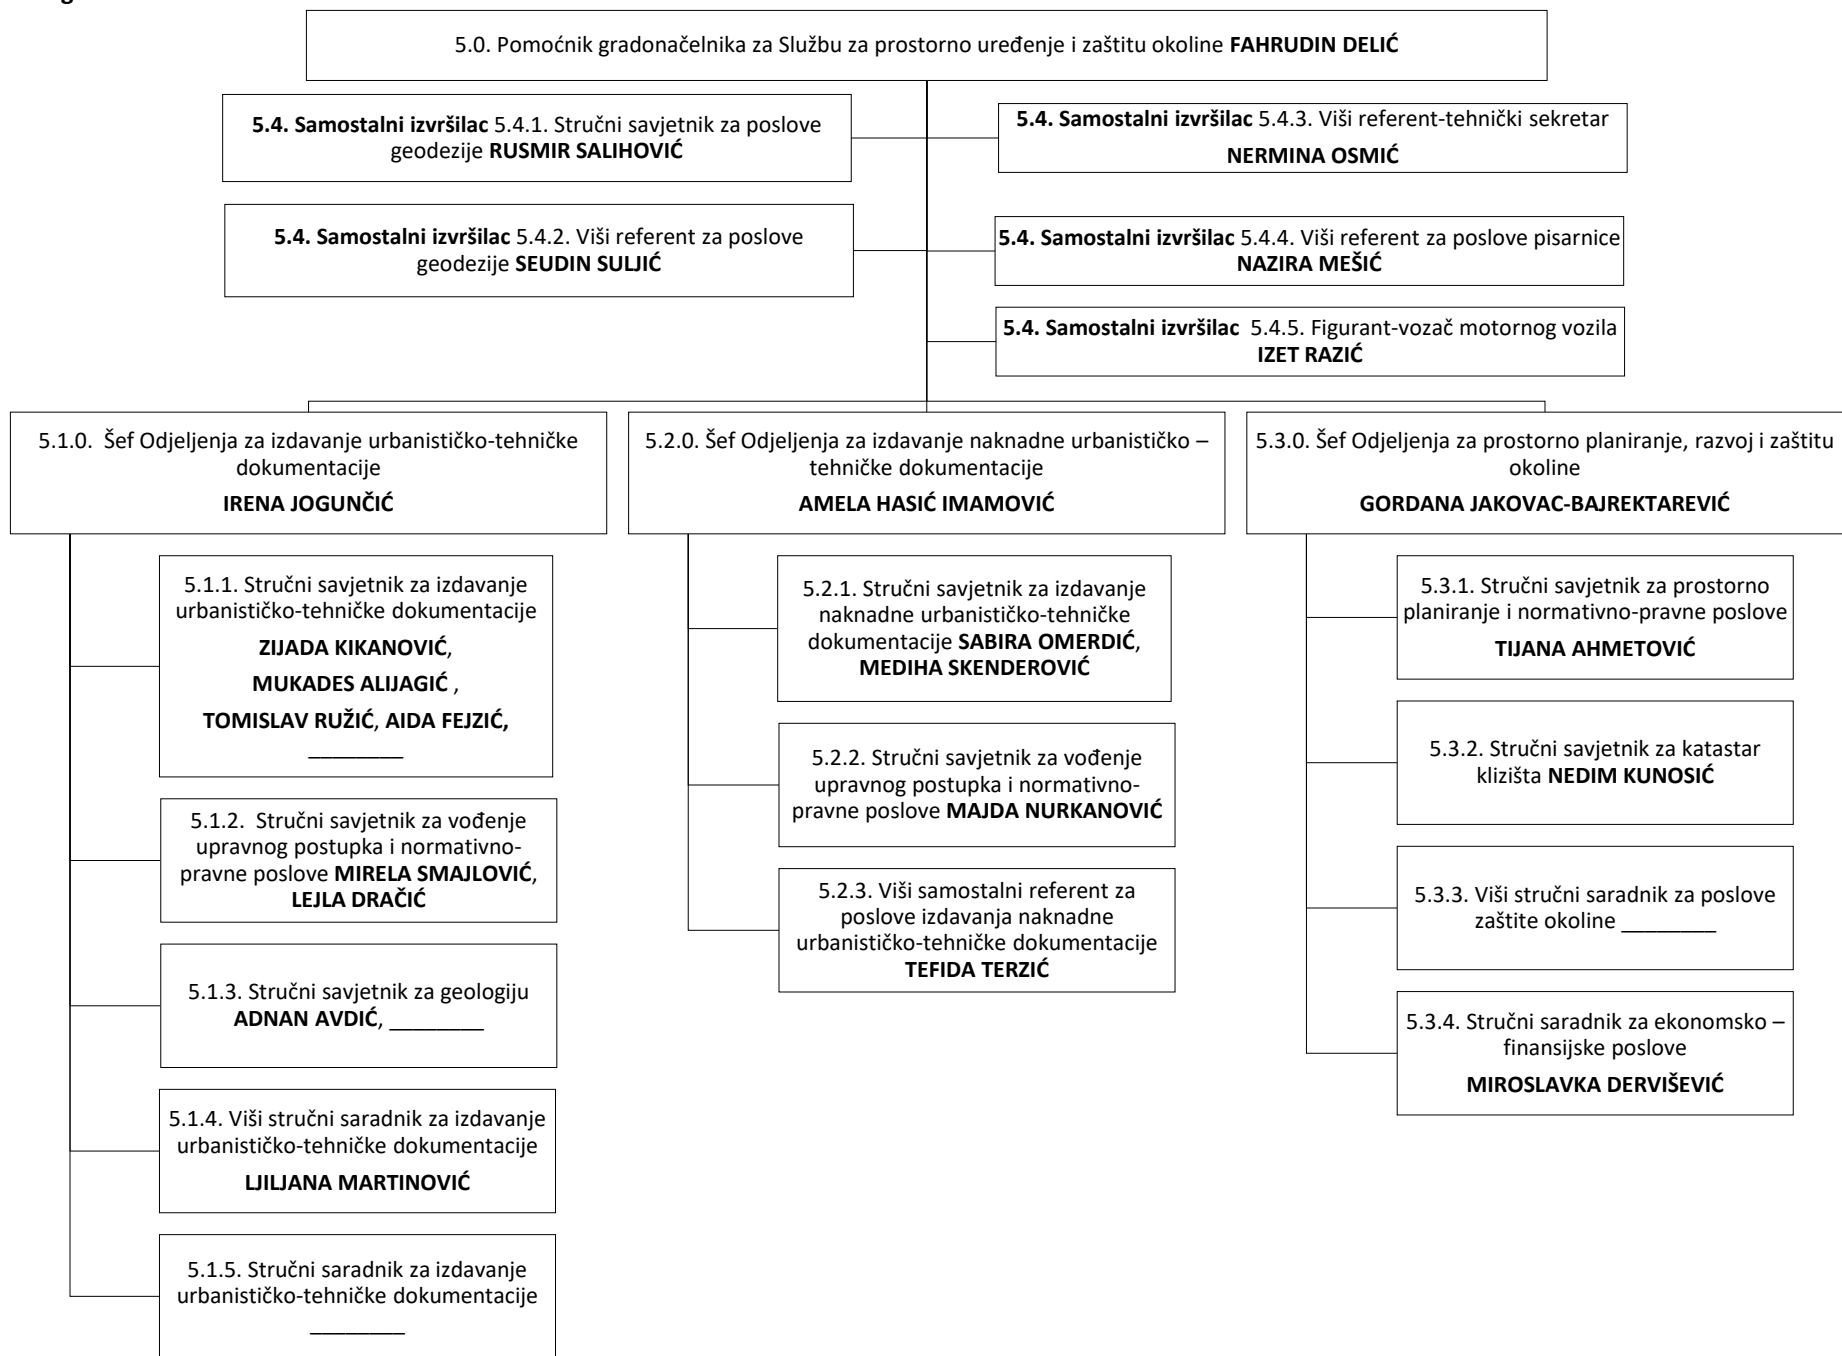 5.0. Pomoćnik gradonačelnika za Službu za prostorno uređenje i zaštitu okoline FAHRUDIN DELIĆ
5.4. Samostalni izvršilac 5.4.1. Stručni savjetnik za poslove
geodezije RUSMIR SALIHOVIĆ
5.4. Samostalni izvršilac 5.4.3. Viši referent-tehnički sekretar
NERMINA OSMIĆ
5.4. Samostalni izvršilac 5.4.2. Viši referent za poslove
geodezije SEUDIN SULJIĆ
5.4. Samostalni izvršilac 5.4.4. Viši referent za poslove pisarnice
NAZIRA MEŠIĆ
5.4. Samostalni izvršilac 5.4.5. Figurant-vozač motornog vozila
IZET RAZIĆ
5.1.0. Šef Odjeljenja za izdavanje urbanističko-tehničke
dokumentacije
IRENA JOGUNČIĆ
5.1.1. Stručni savjetnik za izdavanje
urbanističko-tehničke dokumentacije
ZIJADA KIKANOVIĆ,
MUKADES ALIJAGIĆ ,
TOMISLAV RUŽIĆ, AIDA FEJZIĆ,
________
5.1.2. Stručni savjetnik za vođenje
upravnog postupka i normativno-
pravne poslove MIRELA SMAJLOVIĆ,
LEJLA DRAČIĆ
5.1.3. Stručni savjetnik za geologiju
ADNAN AVDIĆ, ________
5.1.4. Viši stručni saradnik za izdavanje
urbanističko-tehničke dokumentacije
LJILJANA MARTINOVIĆ
5.1.5. Stručni saradnik za izdavanje
urbanističko-tehničke dokumentacije
________
5.2.0. Šef Odjeljenja za izdavanje naknadne urbanističko –
tehničke dokumentacije
AMELA HASIĆ IMAMOVIĆ
5.2.1. Stručni savjetnik za izdavanje
naknadne urbanističko-tehničke
dokumentacije SABIRA OMERDIĆ,
MEDIHA SKENDEROVIĆ
5.2.2. Stručni savjetnik za vođenje
upravnog postupka i normativno-
pravne poslove MAJDA NURKANOVIĆ
5.2.3. Viši samostalni referent za
poslove izdavanja naknadne
urbanističko-tehničke dokumentacije
TEFIDA TERZIĆ
5.3.0. Šef Odjeljenja za prostorno planiranje, razvoj i zaštitu
okoline
GORDANA JAKOVAC-BAJREKTAREVIĆ
5.3.1. Stručni savjetnik za prostorno
planiranje i normativno-pravne poslove
TIJANA AHMETOVIĆ
5.3.2. Stručni savjetnik za katastar
klizišta NEDIM KUNOSIĆ
5.3.3. Viši stručni saradnik za poslove
zaštite okoline ________
5.3.4. Stručni saradnik za ekonomsko –
finansijske poslove
MIROSLAVKA DERVIŠEVIĆ